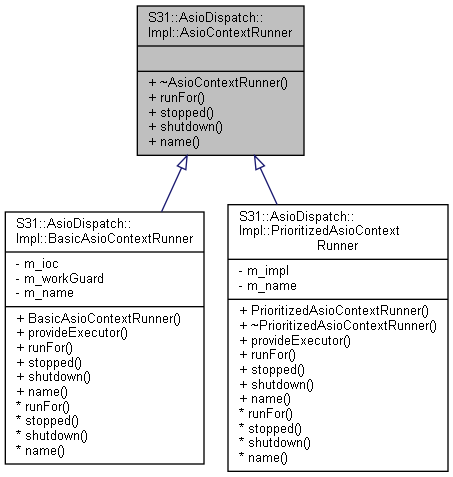 S31::AsioDispatch::
Impl::AsioContextRunner
+ ~AsioContextRunner()
+ runFor()
+ stopped()
+ shutdown()
+ name()
S31::AsioDispatch::
Impl::BasicAsioContextRunner
- m_ioc
- m_workGuard
- m_name
+ BasicAsioContextRunner()
+ provideExecutor()
+ runFor()
+ stopped()
+ shutdown()
+ name()
* runFor()
* stopped()
* shutdown()
* name()
S31::AsioDispatch::
Impl::PrioritizedAsioContext
Runner
- m_impl
- m_name
+ PrioritizedAsioContextRunner()
+ ~PrioritizedAsioContextRunner()
+ provideExecutor()
+ runFor()
+ stopped()
+ shutdown()
+ name()
* runFor()
* stopped()
* shutdown()
* name()